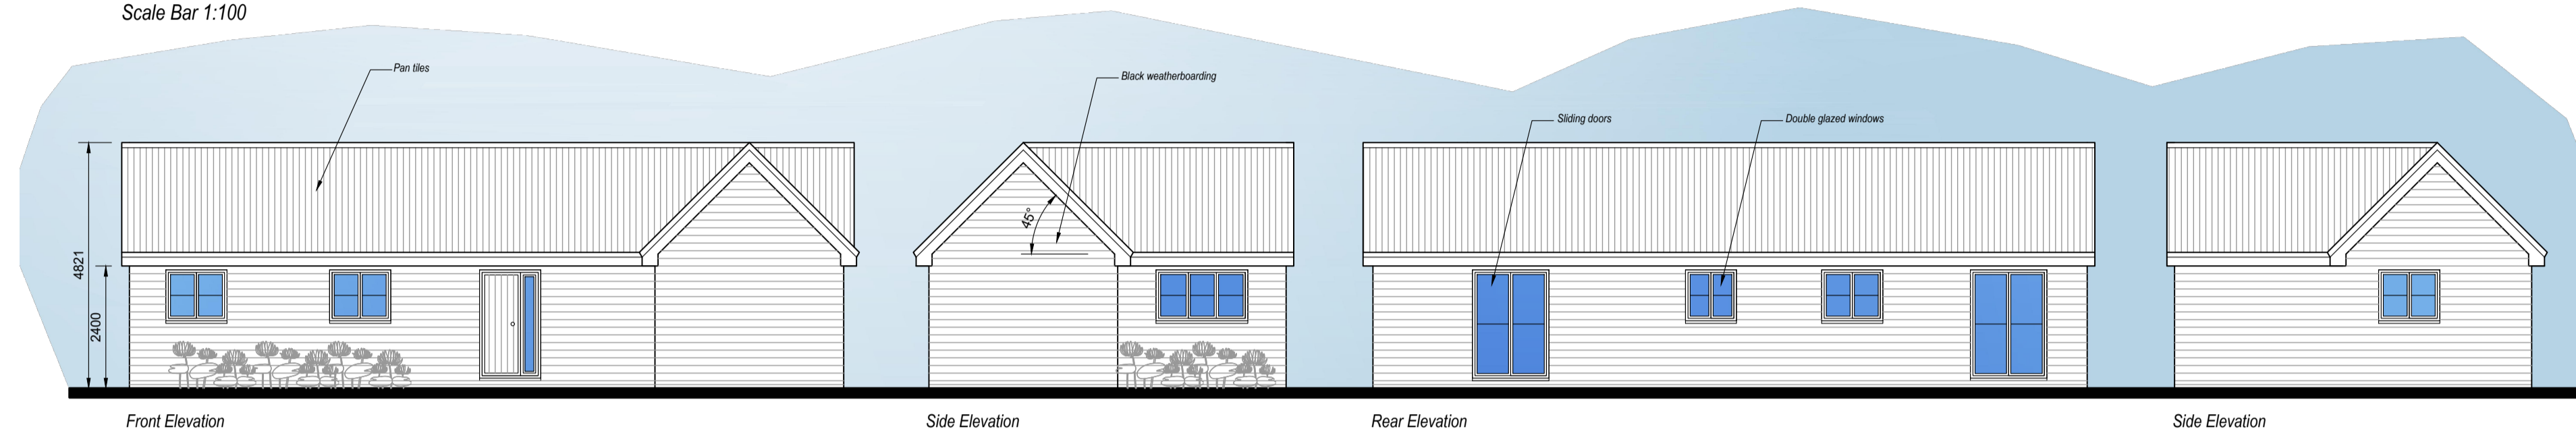 Scale Bar 1:100
Pan tiles
Black weatherboarding
Sliding doors
Double glazed windows
45°
4821
2400
Front Elevation
Side Elevation
Rear Elevation
Side Elevation